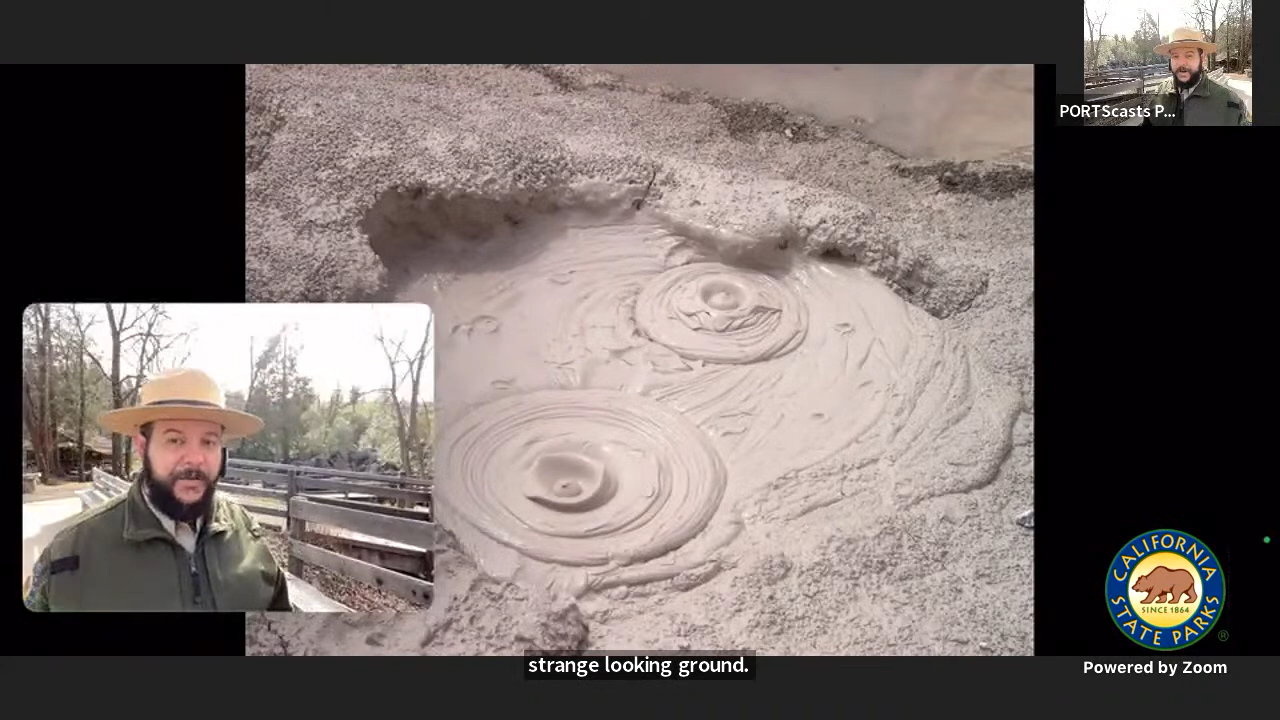 PORTScasts P...
strange looking ground.
CALIFORNIA
SINCE 1864
STATE PARKS
®
Powered by Zoom